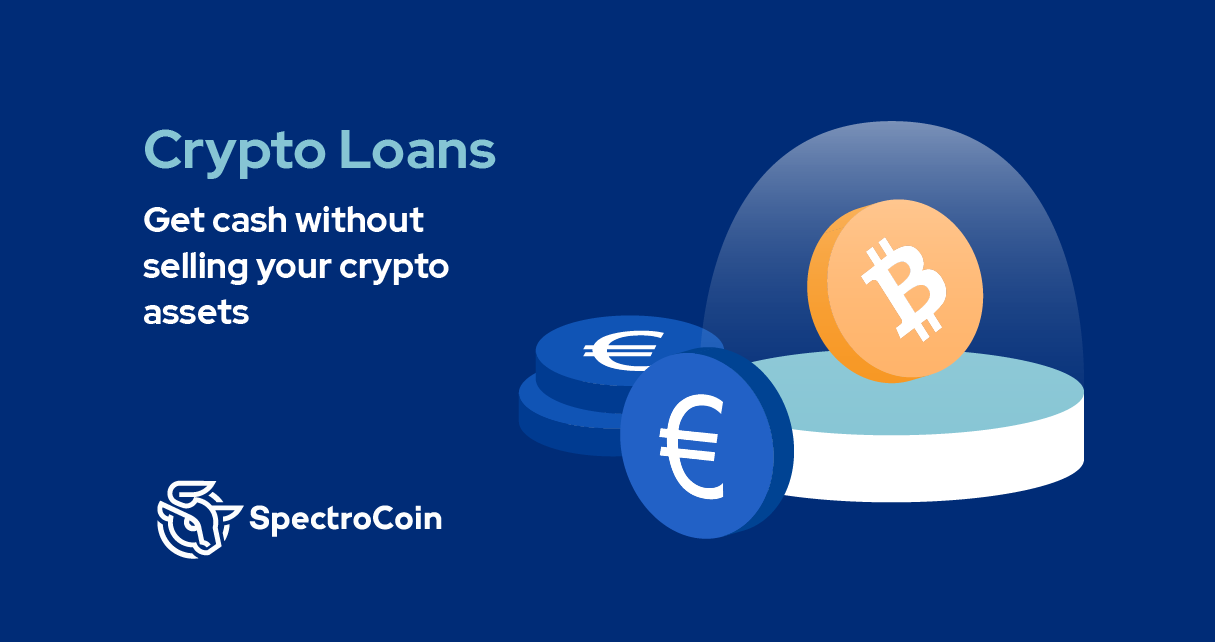 Crypto Loans
Get cash without
selling your crypto
assets
€
€
₿
SpectroCoin